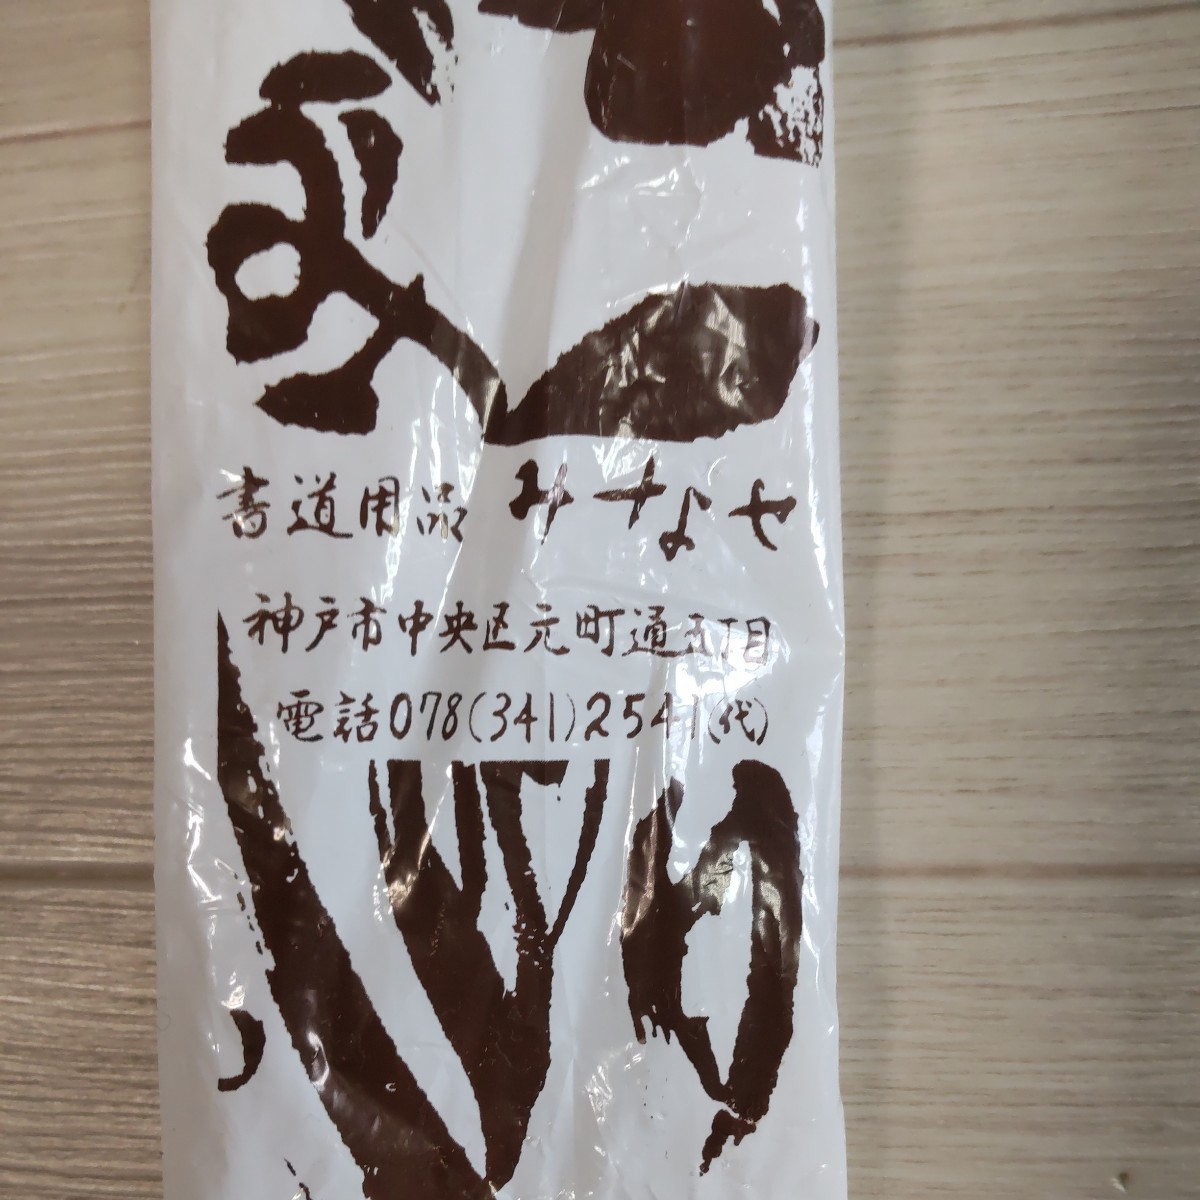 書道用品 みなせ
神戸市中央区元町通五丁目
電話078(341)2541(代)